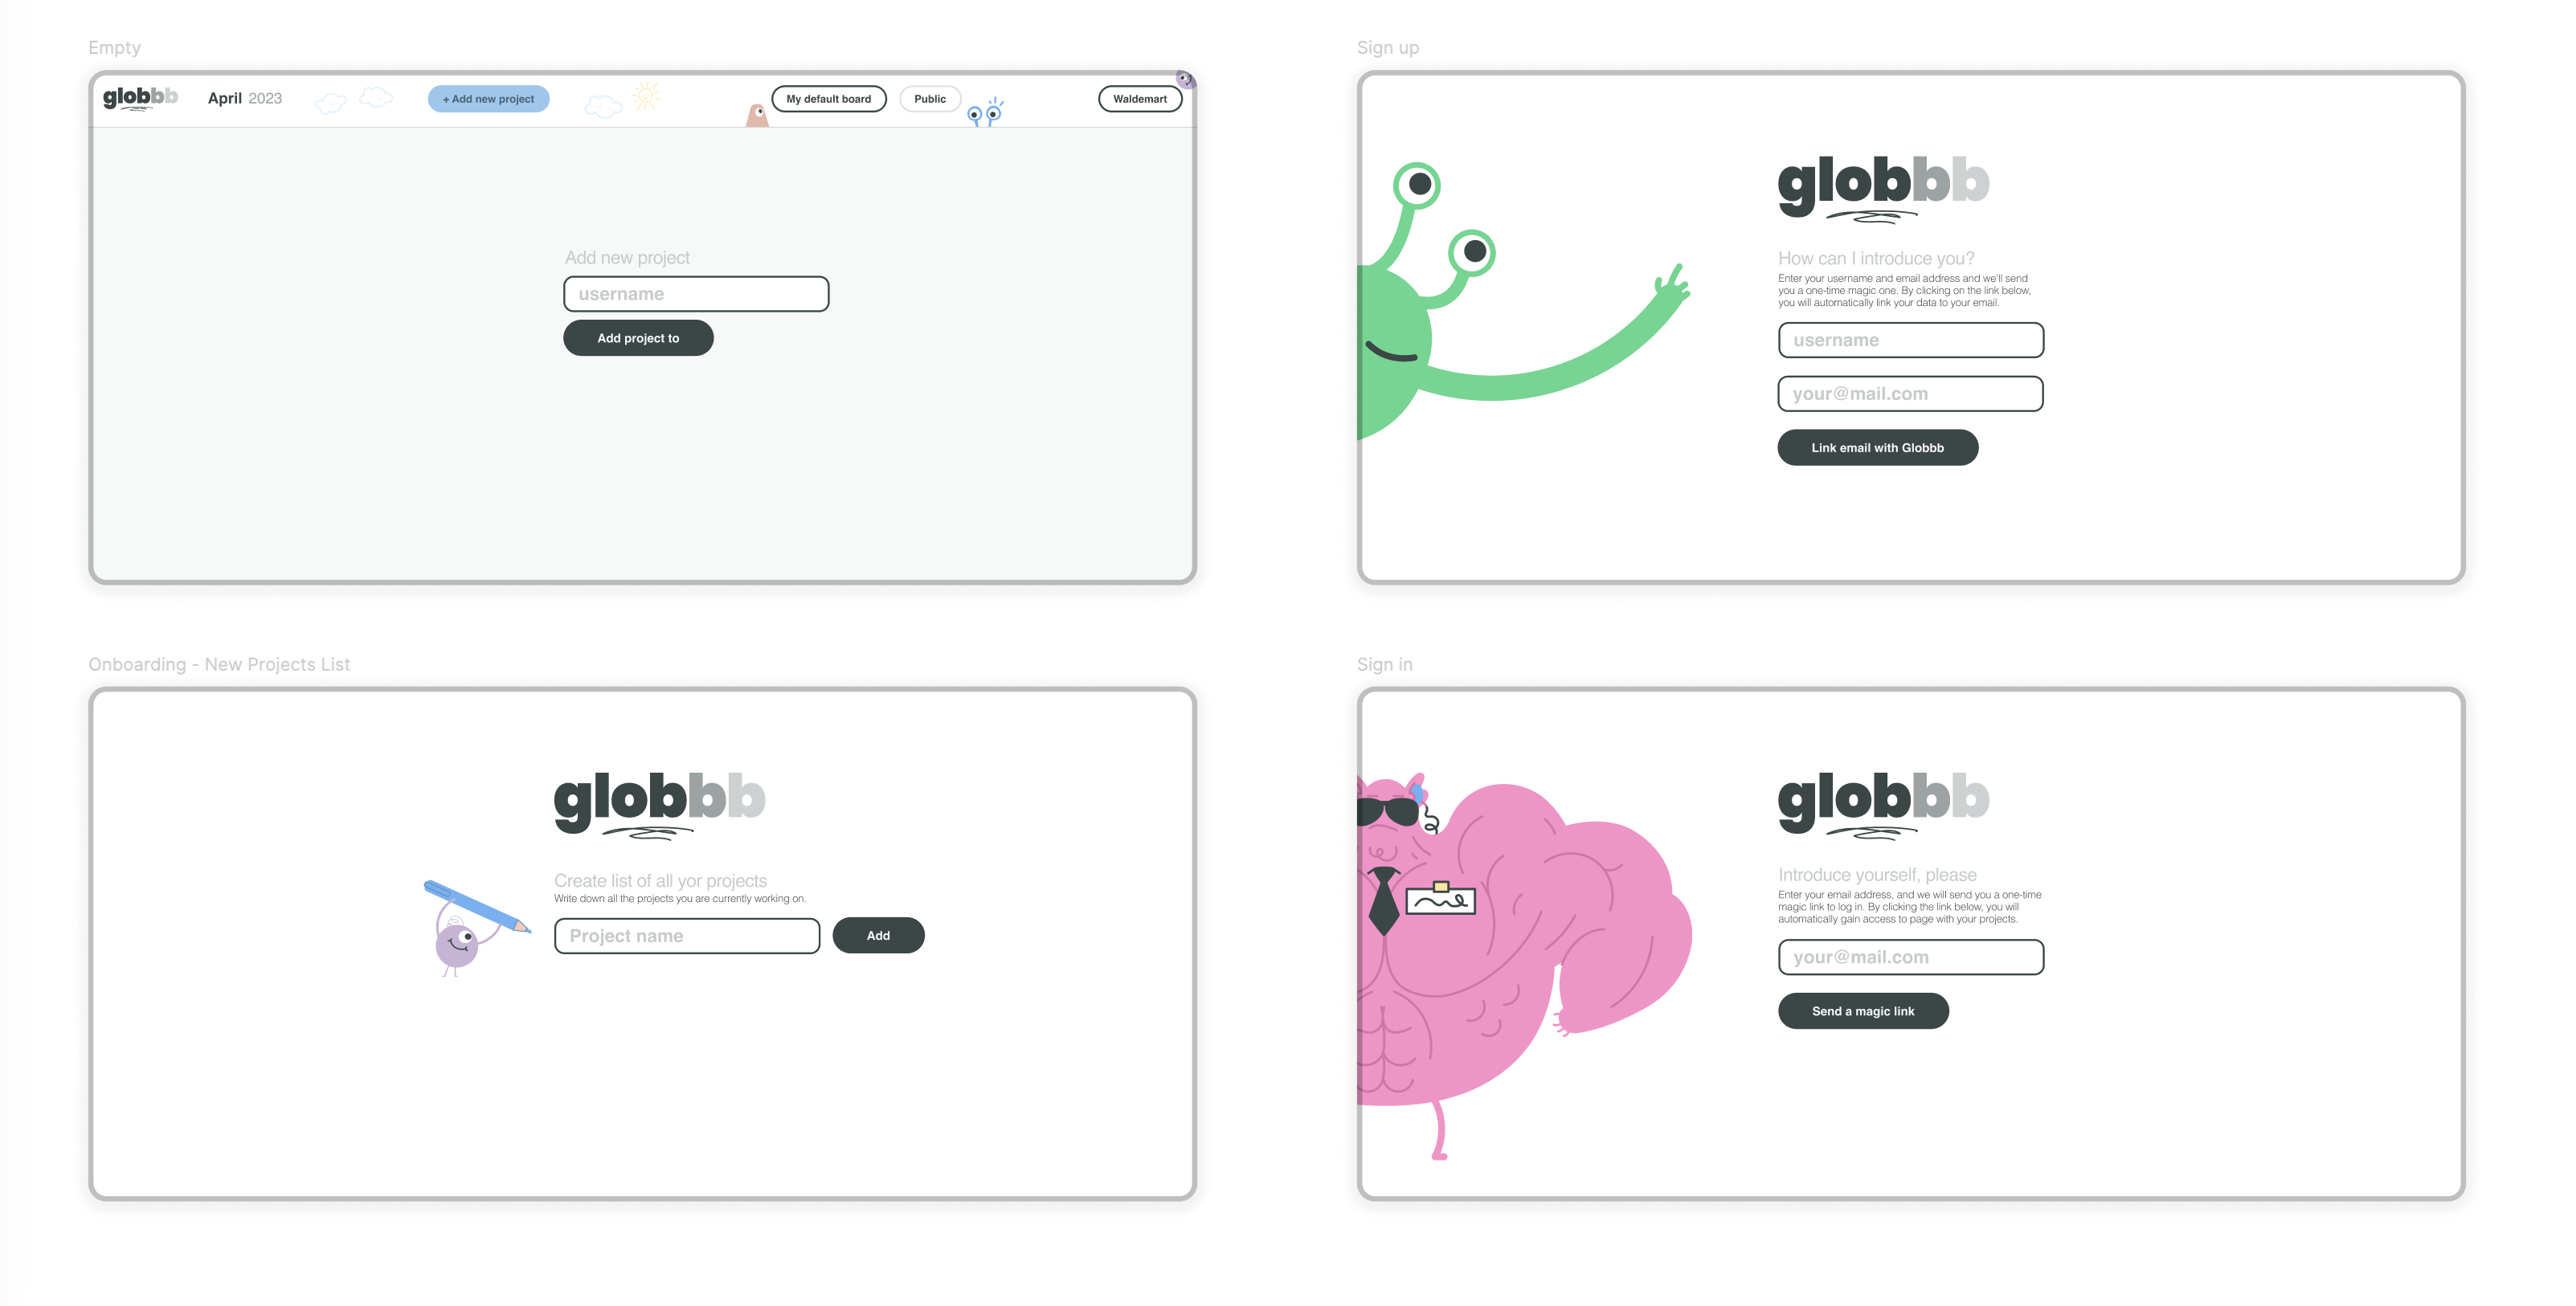 Empty
globbb
April 2023
+ Add new project
My default board
Public
Waldemart
Add new project
username
Add project to
Sign up
globbb
How can I introduce you?
Enter your username and email address and we'll send
you a one-time magic one. By clicking on the link below,
you will automatically link your data to your email.
username
your@mail.com
Link email with Globbb
Onboarding - New Projects List
globbb
Create list of all yor projects
Write down all the projects you are currently working on.
Project name
Add
Sign in
globbb
Introduce yourself, please
Enter your email address, and we will send you a one-time
magic link to log in. By clicking the link below, you will
automatically gain access to page with your projects.
your@mail.com
Send a magic link